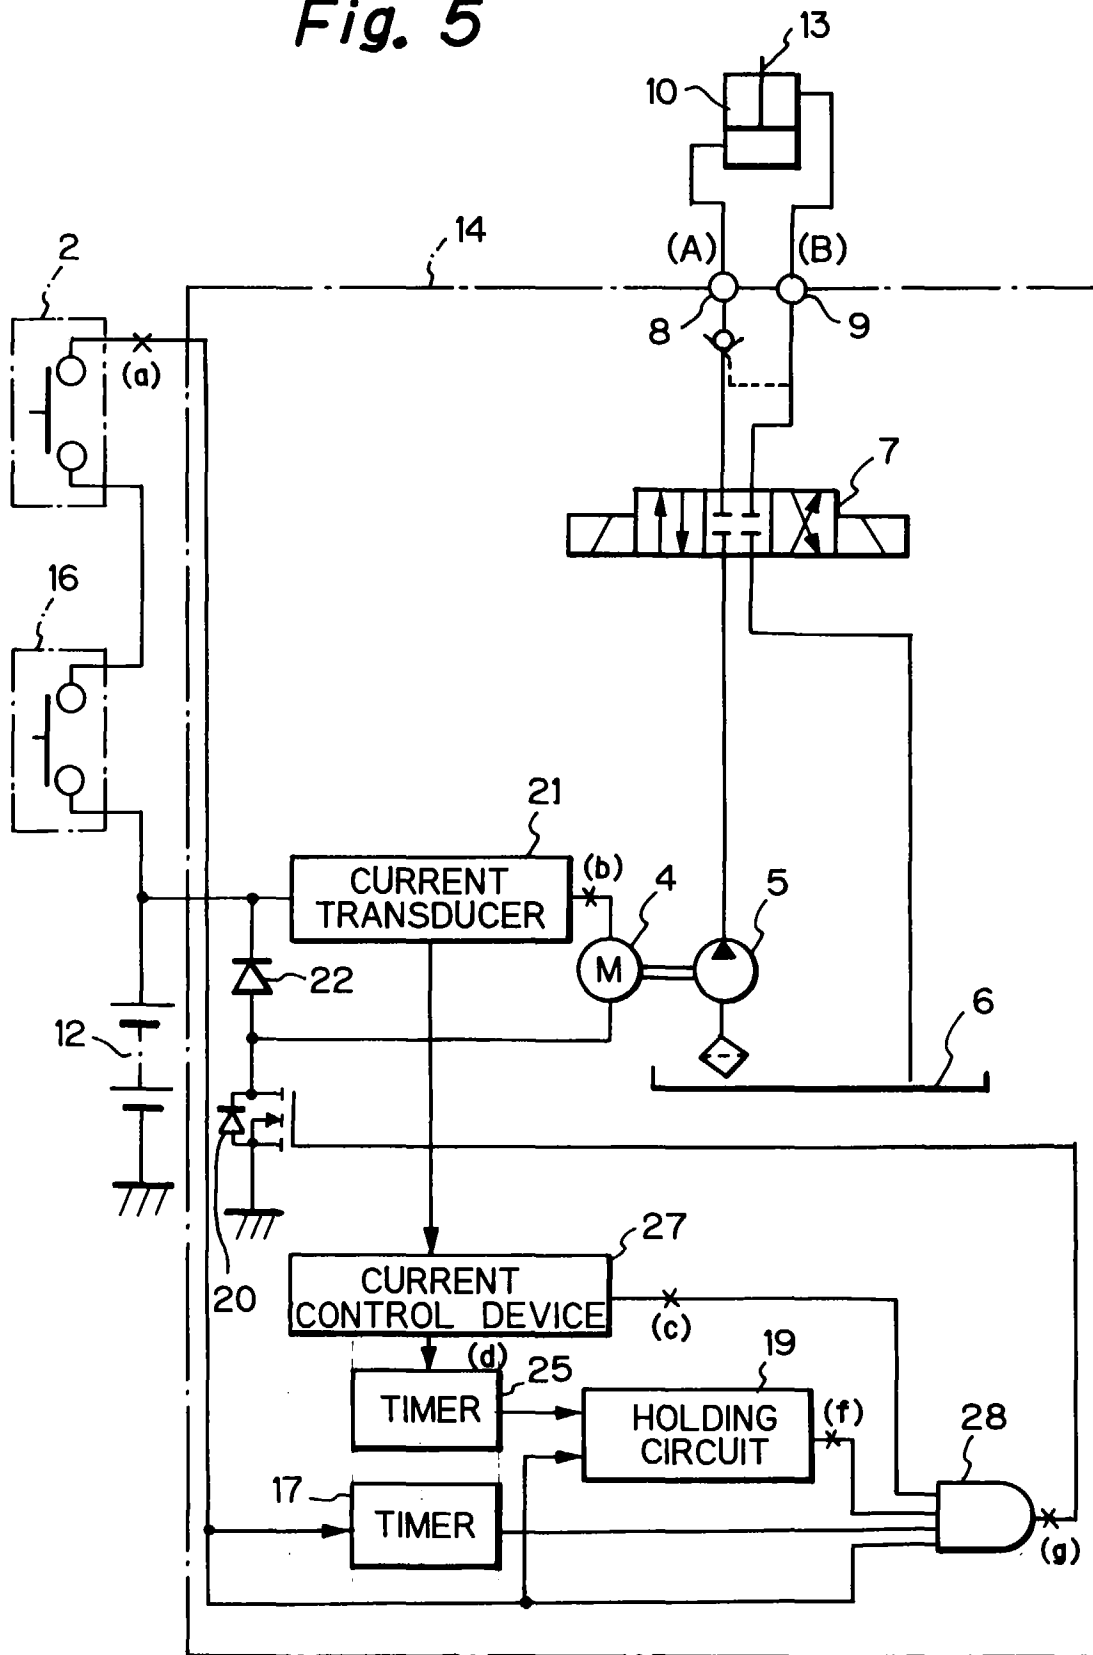 Fig. 5
13
10
(A)
(B)
2
14
8
9
(a)
7
16
21
(b)
4
5
CURRENT
TRANSDUCER
M
22
6
12
27
20
CURRENT
CONTROL DEVICE
(c)
(d)
19
25
TIMER
HOLDING
CIRCUIT
(f)
28
17
TIMER
(g)